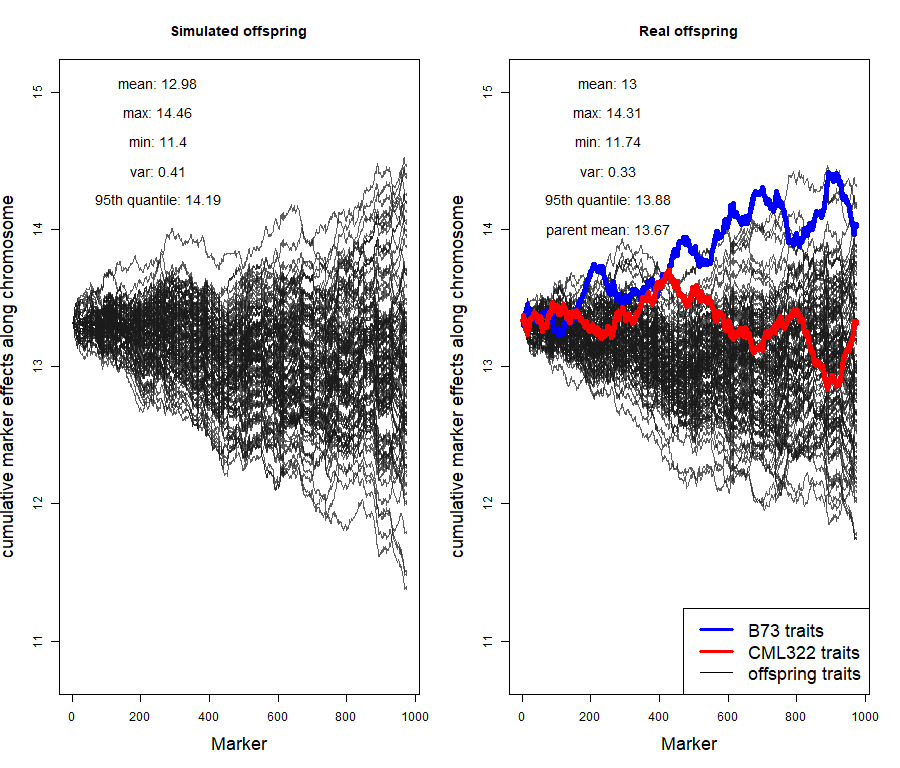 Simulated offspring
mean: 12.98
max: 14.46
min: 11.4
var: 0.41
95th quantile: 14.19
cumulative marker effects along chromosome
15
14
13
12
11
0 200 400 600 800 1000
Marker
Real offspring
mean: 13
max: 14.31
min: 11.74
var: 0.33
95th quantile: 13.88
parent mean: 13.67
cumulative marker effects along chromosome
15
14
13
12
11
B73 traits
CML322 traits
offspring traits
0 200 400 600 800 1000
Marker